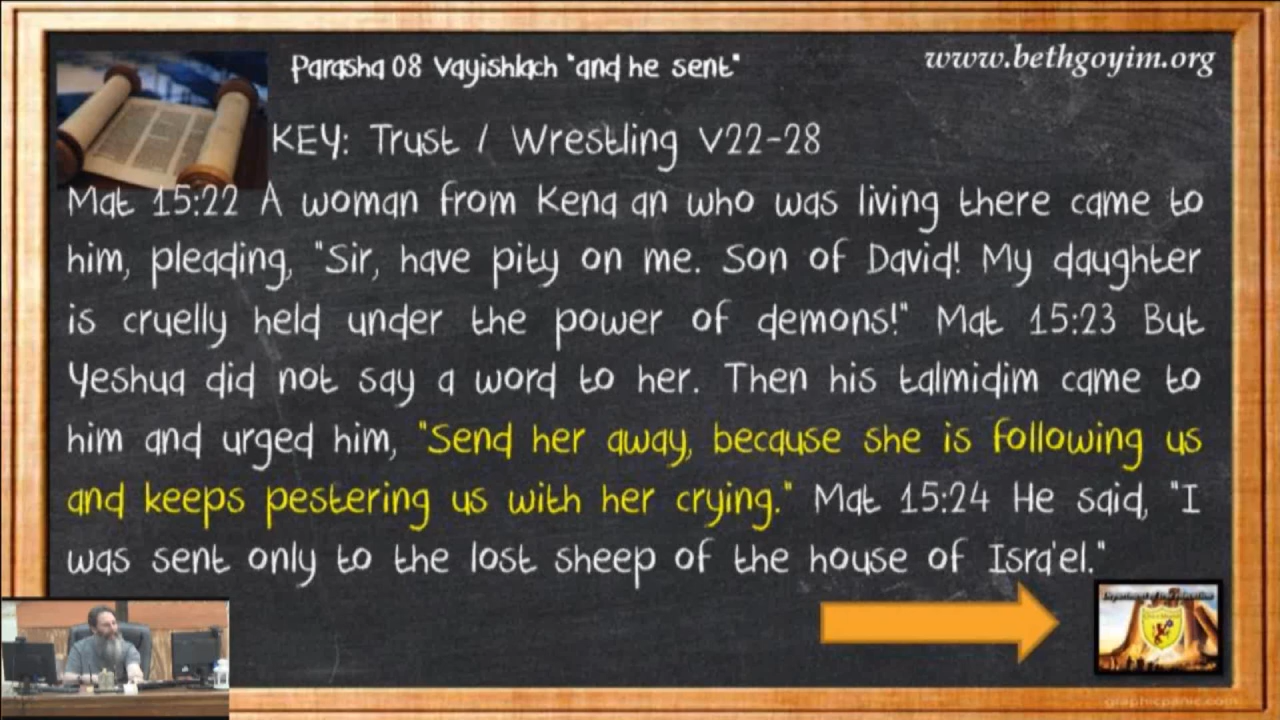 Parasha 08 Vayishlach "and he sent"
www.bethgoyim.org
KEY: Trust / Wrestling V22-28
Mat 15:22 A woman from Kena an who was living there came to
him, pleading, "Sir, have pity on me. Son of David! My daughter
is cruelly held under the power of demons!" Mat 15:23 But
Yeshua did not say a word to her. Then his talmidim came to
him and urged him, "Send her away, because she is following us
and keeps pestering us with her crying." Mat 15:24 He said, "I
was sent only to the lost sheep of the house of Isra'el."
graphicpanic.com